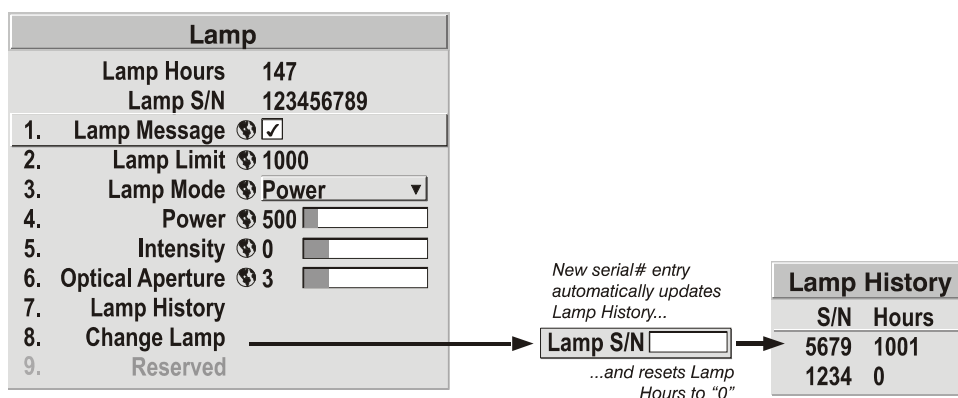 Lamp
Lamp Hours 147
Lamp S/N 123456789
1. Lamp Message
2. Lamp Limit 1000
3. Lamp Mode Power
4. Power 500
5. Intensity 0
6. Optical Aperture 3
7. Lamp History
8. Change Lamp
9. Reserved
New serial# entry
automatically updates
Lamp History...
Lamp S/N
...and resets Lamp
Hours to “0”
Lamp History
S/N Hours
5679 1001
1234 0